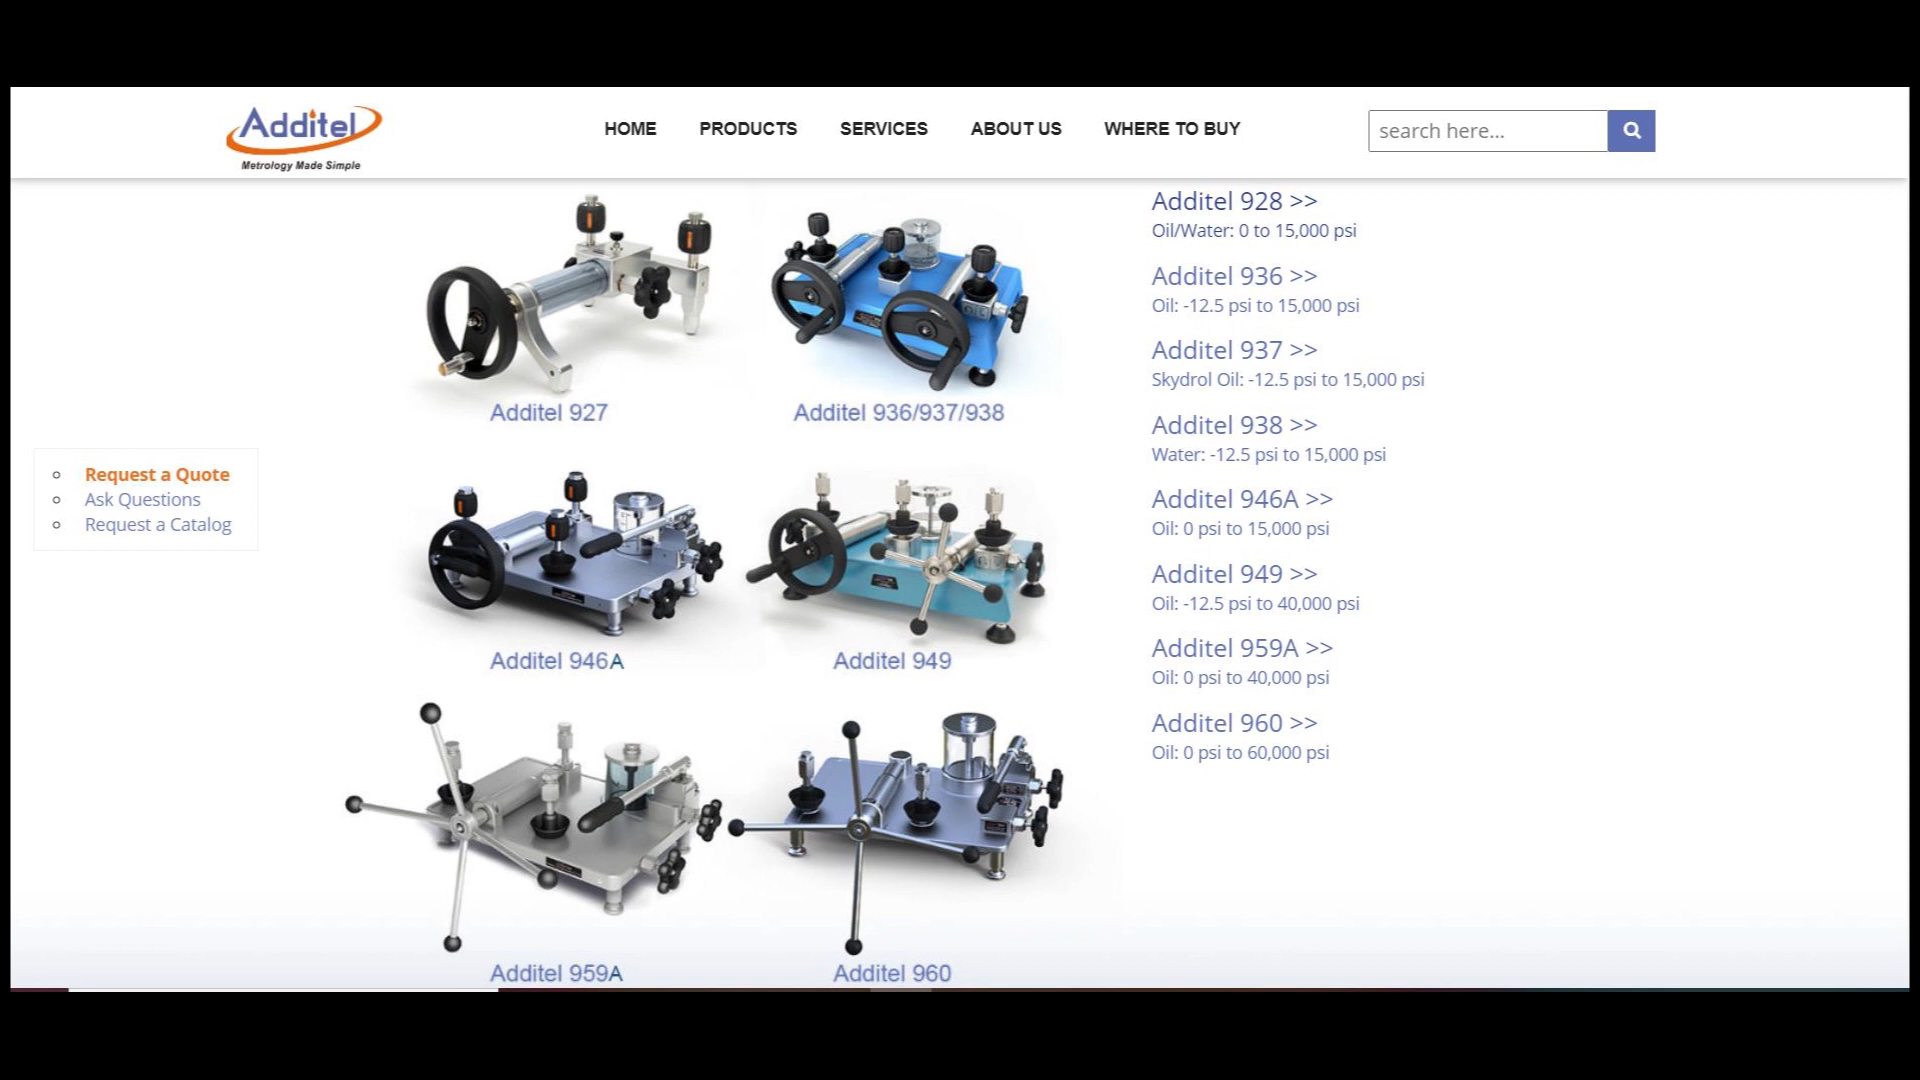 Additel
Metrology Made Simple
HOME
PRODUCTS
SERVICES
ABOUT US
WHERE TO BUY
search here...
Request a Quote
Ask Questions
Request a Catalog
Additel 927
Additel 936/937/938
Additel 946A
Additel 949
Additel 959A
Additel 960
Additel 928 >>
Oil/Water: 0 to 15,000 psi
Additel 936 >>
Oil: -12.5 psi to 15,000 psi
Additel 937 >>
Skydrol Oil: -12.5 psi to 15,000 psi
Additel 938 >>
Water: -12.5 psi to 15,000 psi
Additel 946A >>
Oil: 0 psi to 15,000 psi
Additel 949 >>
Oil: -12.5 psi to 40,000 psi
Additel 959A >>
Oil: 0 psi to 40,000 psi
Additel 960 >>
Oil: 0 psi to 60,000 psi